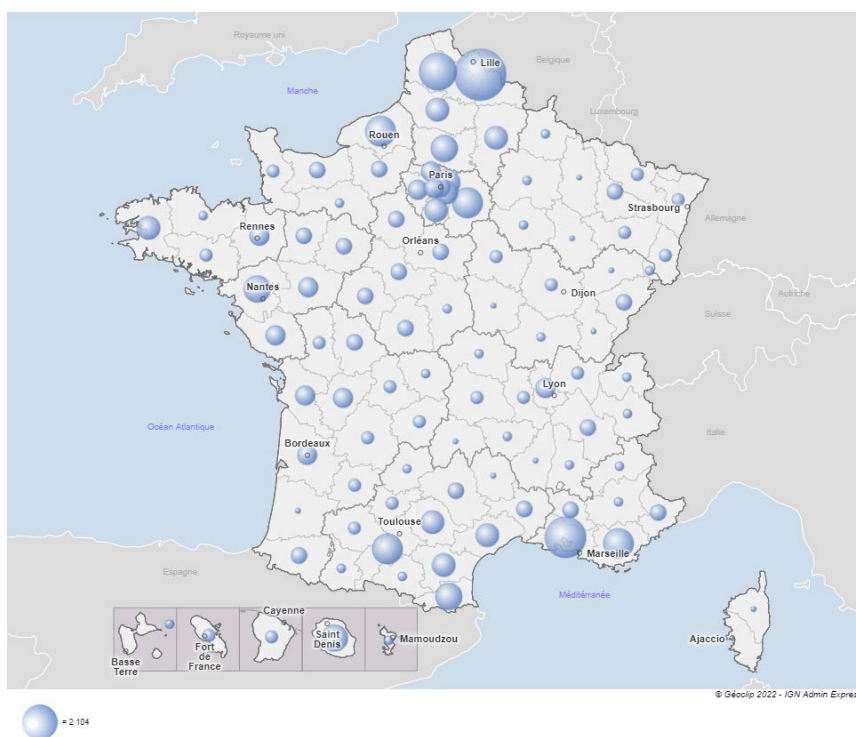 Royaume uni
Belgique
Lille
Manche
Luxembourg
Rouen
Paris
Strasbourg
Allemagne
Rennes
Orléans
Autriche
Nantes
Dijon
Suisse
Lyon
Océan Atlantique
Italie
Bordeaux
Toulouse
Marseille
Espagne
Méditérranée
Cayenne
Saint
Denis
Mamoudzou
Ajaccio
Fort
de
France
Basse
Terre
© Géoclip 2022 - IGN Admin Expres
= 2 104